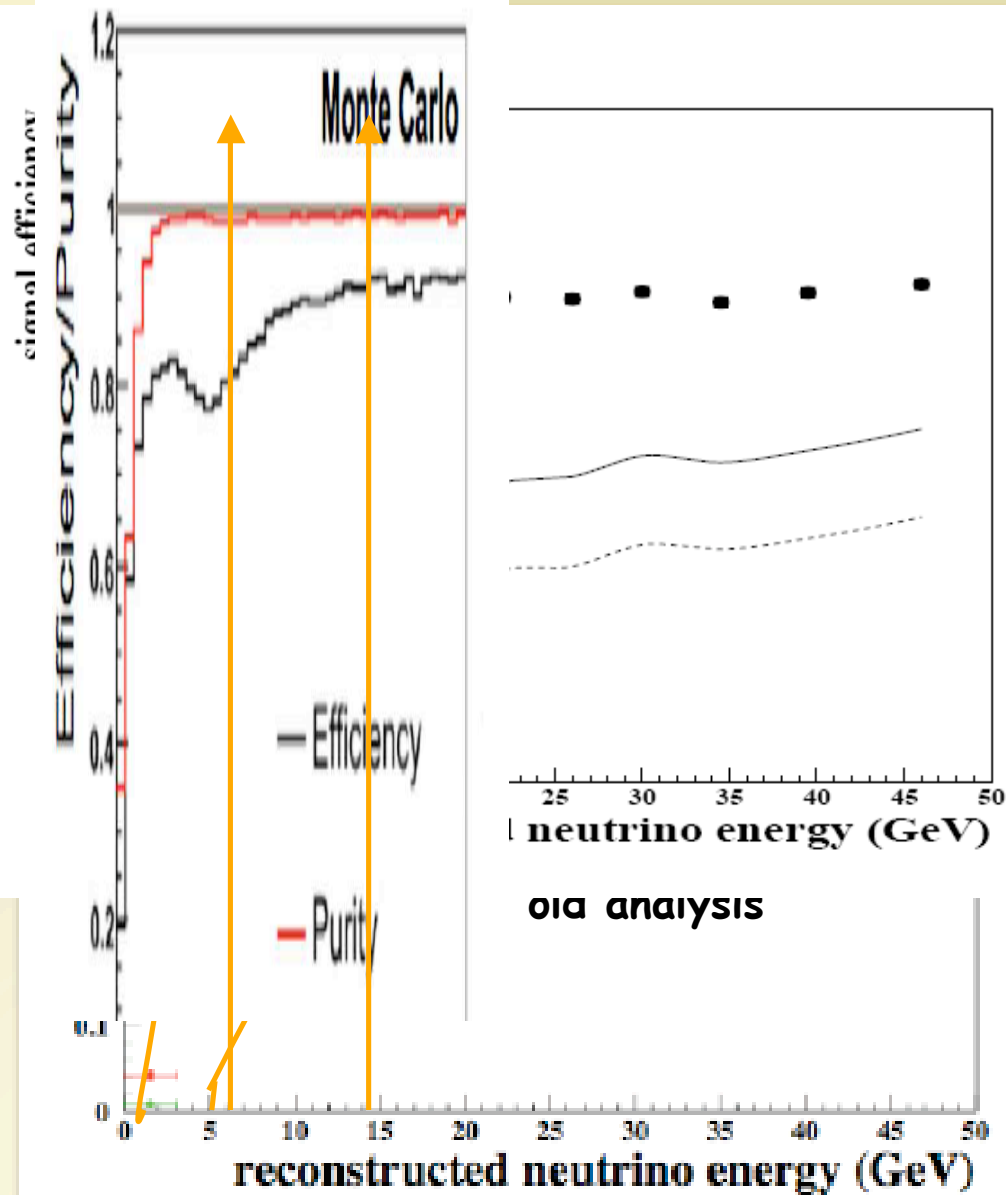 1.2
Monte Carlo
signal efficiency
Efficiency/Purity
1
0.8
0.6
0.4
0.2
Efficiency
Purity
25 30 35 40 45 50
neutrino energy (GeV)
old analysis
0.1
0
0 5 10 15 20 25 30 35 40 45 50
reconstructed neutrino energy (GeV)